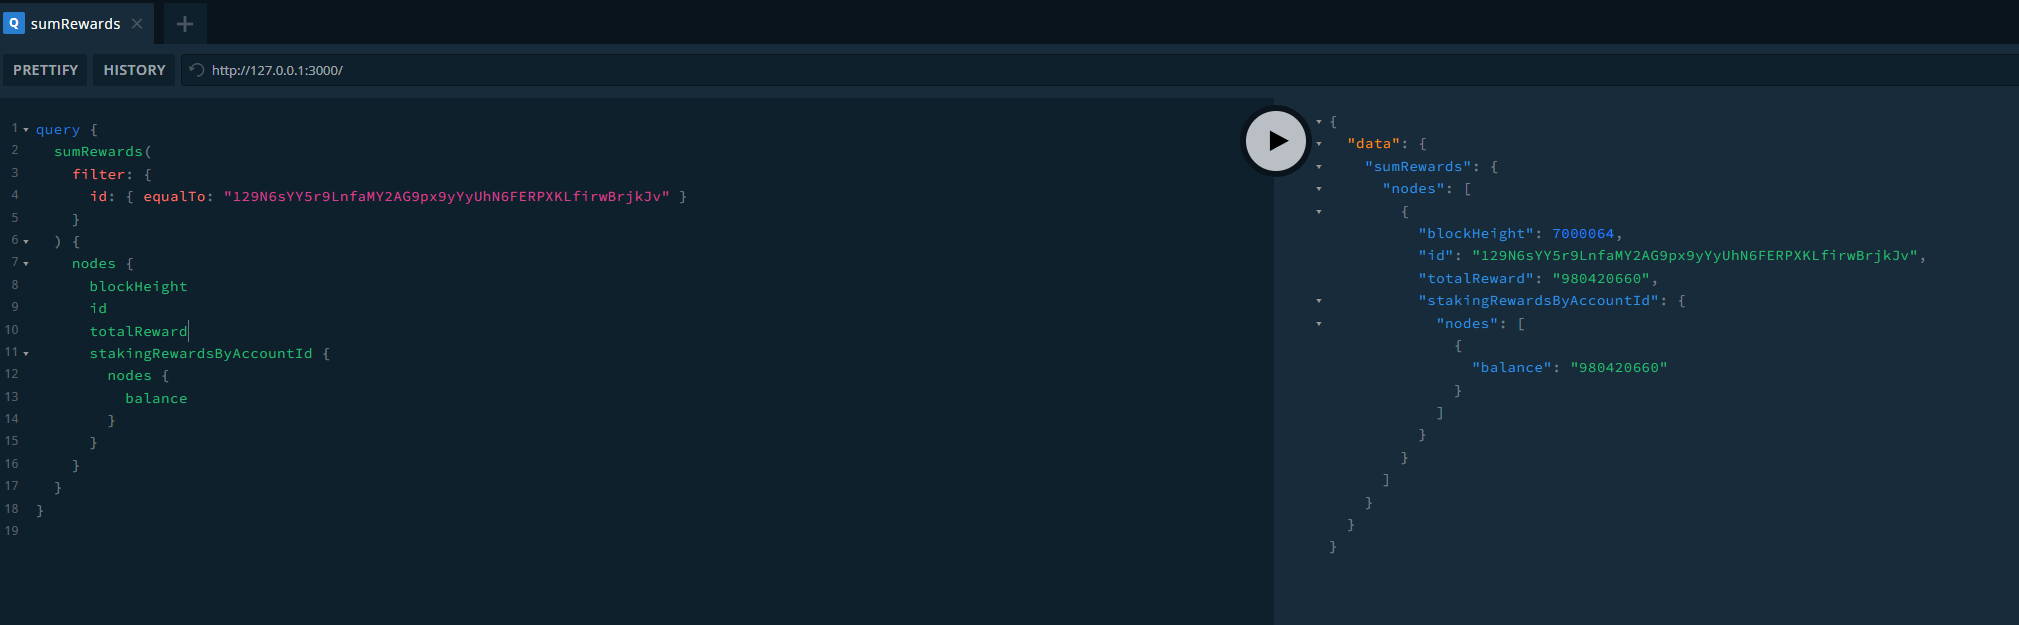 Q sumRewards × +
PRETTIFY HISTORY http://127.0.0.1:3000/
1 query {
2 sumRewards(
3 filter: {
4 id: { equalTo: "129N6sYY5r9LnfaMY2AG9px9yYyUhN6FERPXKLfirwBrjkJv" }
5 }
6 ) {
7 nodes {
8 blockHeight
9 id
10 totalReward
11 stakingRewardsByAccountId {
12 nodes {
13 balance
14 }
15 }
16 }
17 }
18 }
19
{
"data": {
"sumRewards": {
"nodes": [
{
"blockHeight": 7000064,
"id": "129N6sYY5r9LnfaMY2AG9px9yYyUhN6FERPXKLfirwBrjkJv",
"totalReward": "980420660",
"stakingRewardsByAccountId": {
"nodes": [
{
"balance": "980420660"
}
]
}
}
]
}
}
}